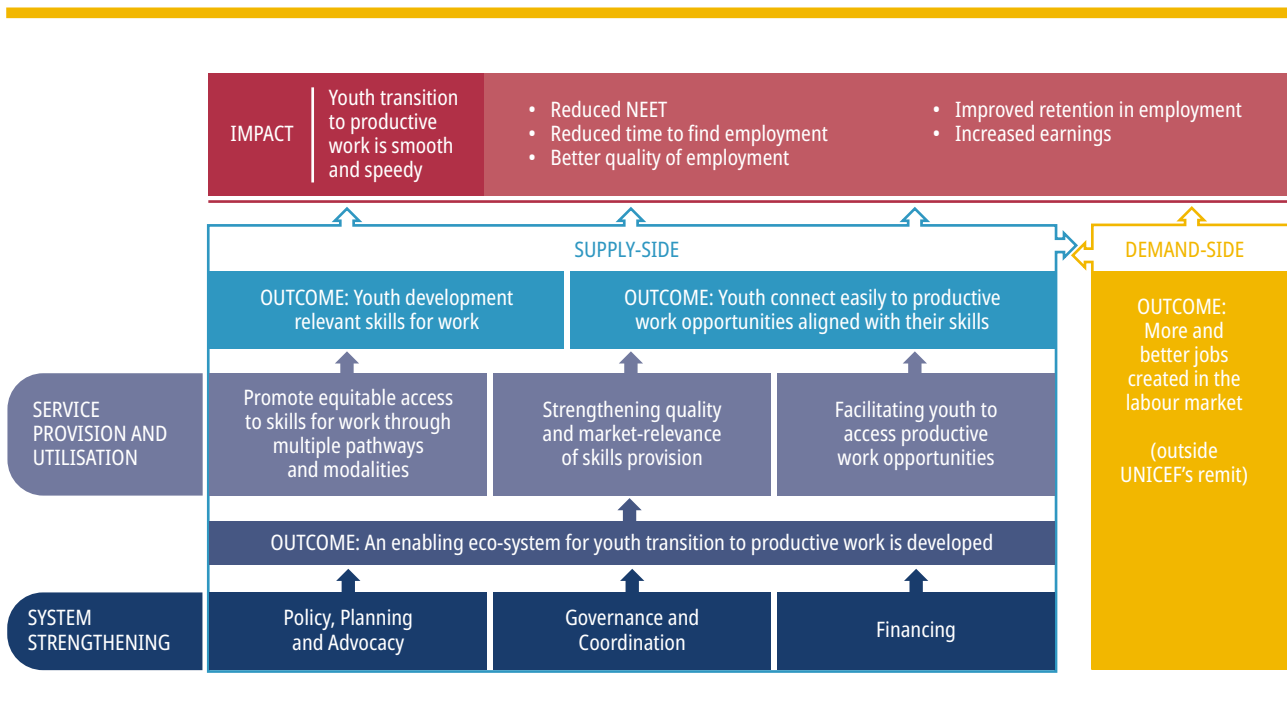 IMPACT
Youth transition
to productive
work is smooth
and speedy
• Reduced NEET
• Reduced time to find employment
• Better quality of employment
• Improved retention in employment
• Increased earnings
SUPPLY-SIDE
DEMAND-SIDE
OUTCOME: Youth development
relevant skills for work
OUTCOME: Youth connect easily to productive
work opportunities aligned with their skills
OUTCOME:
More and
better jobs
created in the
labour market
(outside
UNICEF's remit)
SERVICE
PROVISION AND
UTILISATION
Promote equitable access
to skills for work through
multiple pathways
and modalities
Strengthening quality
and market-relevance
of skills provision
Facilitating youth to
access productive
work opportunities
OUTCOME: An enabling eco-system for youth transition to productive work is developed
SYSTEM
STRENGTHENING
Policy, Planning
and Advocacy
Governance and
Coordination
Financing